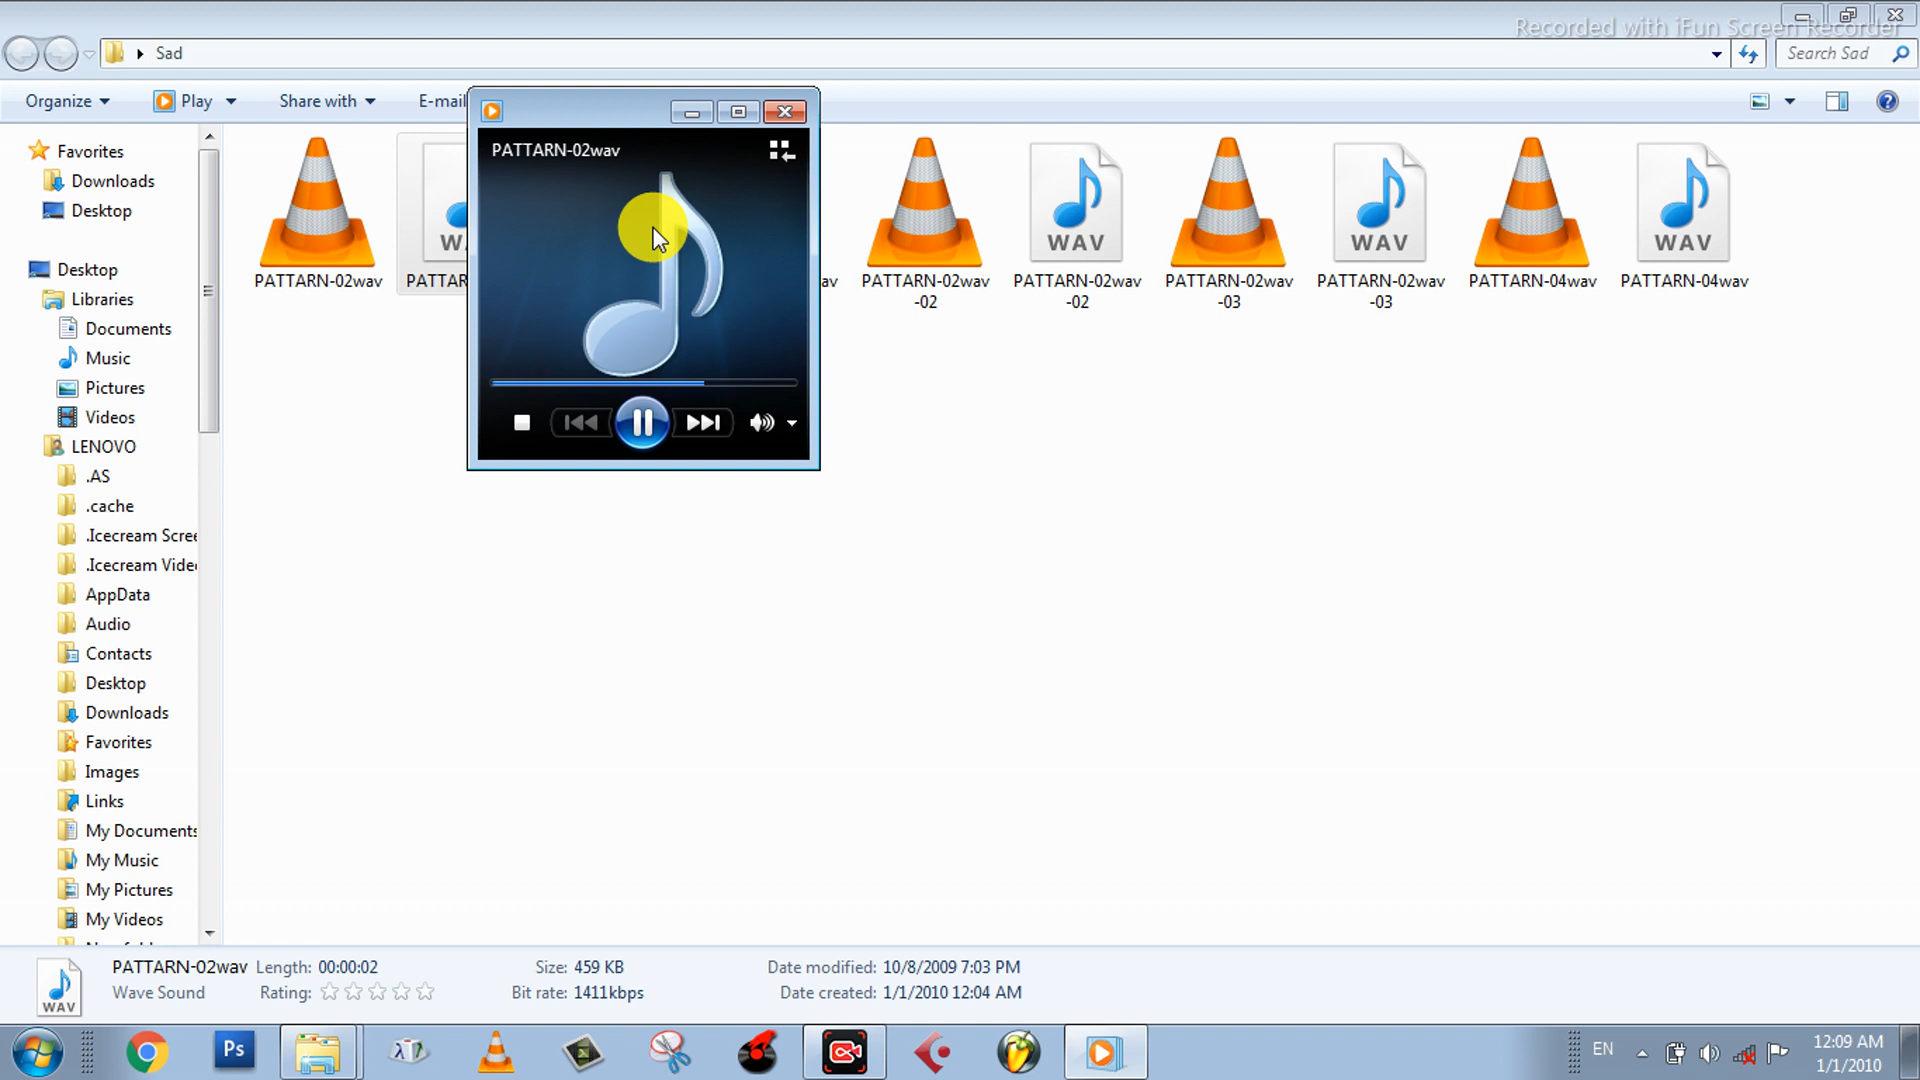 Recorded with iFun Screen Recorder
Sad
Search Sad
Organize
Play
Share with
E-mail
PATTARN-02wav
Favorites
Downloads
Desktop
Desktop
Libraries
Documents
Music
Pictures
Videos
LENOVO
.AS
.cache
.Icecream Scree
.Icecream Vide
AppData
Audio
Contacts
Desktop
Downloads
Favorites
Images
Links
My Documents
My Music
My Pictures
My Videos
PATTARN-02wav
PATTAR
av
PATTARN-02wav
-02
WAV
PATTARN-02wav
-02
PATTARN-02wav
-03
WAV
PATTARN-02wav
-03
PATTARN-04wav
WAV
PATTARN-04wav
WAV
PATTARN-02wav
Wave Sound
Length: 00:00:02
Rating:
Size: 459 KB
Bit rate: 1411kbps
Date modified: 10/8/2009 7:03 PM
Date created: 1/1/2010 12:04 AM
Ps
EN
12:09 AM
1/1/2010